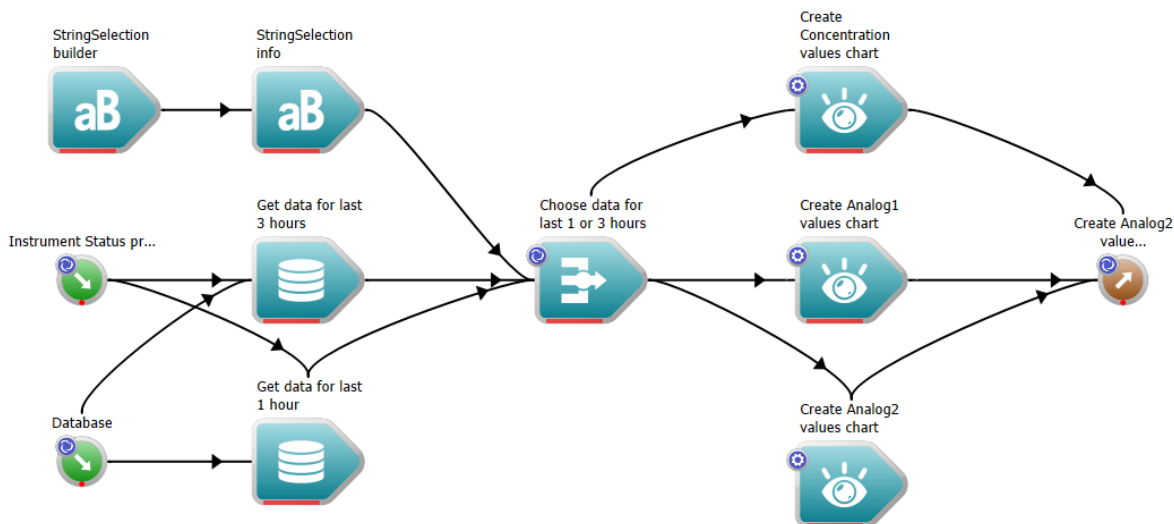 StringSelection
builder
aB
StringSelection
info
aB
Create
Concentration
values chart
Instrument Status pr...
Get data for last
3 hours
Choose data for
last 1 or 3 hours
Create Analog1
values chart
Create Analog2
value...
Database
Get data for last
1 hour
Create Analog2
values chart